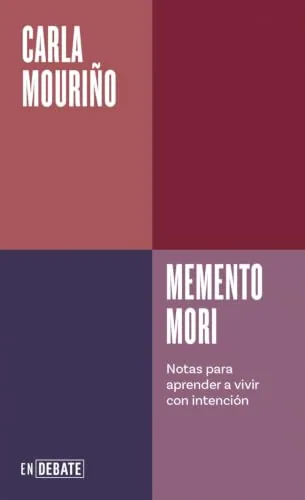 CARLA
MOURIÑO
MEMENTO
MORI
Notas para
aprender a vivir
con intención
EN DEBATE